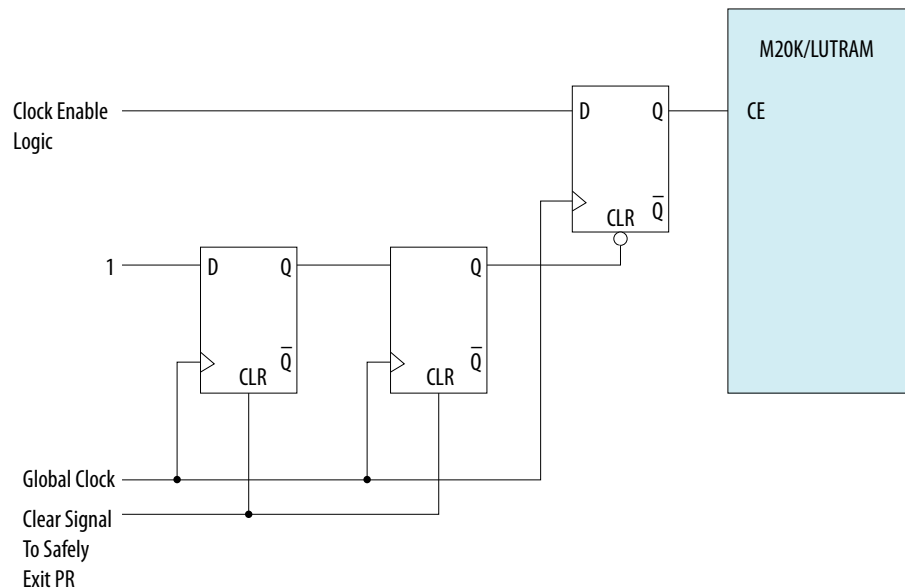 M20K/LUTRAM
Clock Enable
Logic
D Q
CE
CLR Q̅
1
D Q
Q
CLR Q̅
CLR Q̅
Global Clock
Clear Signal
To Safely
Exit PR